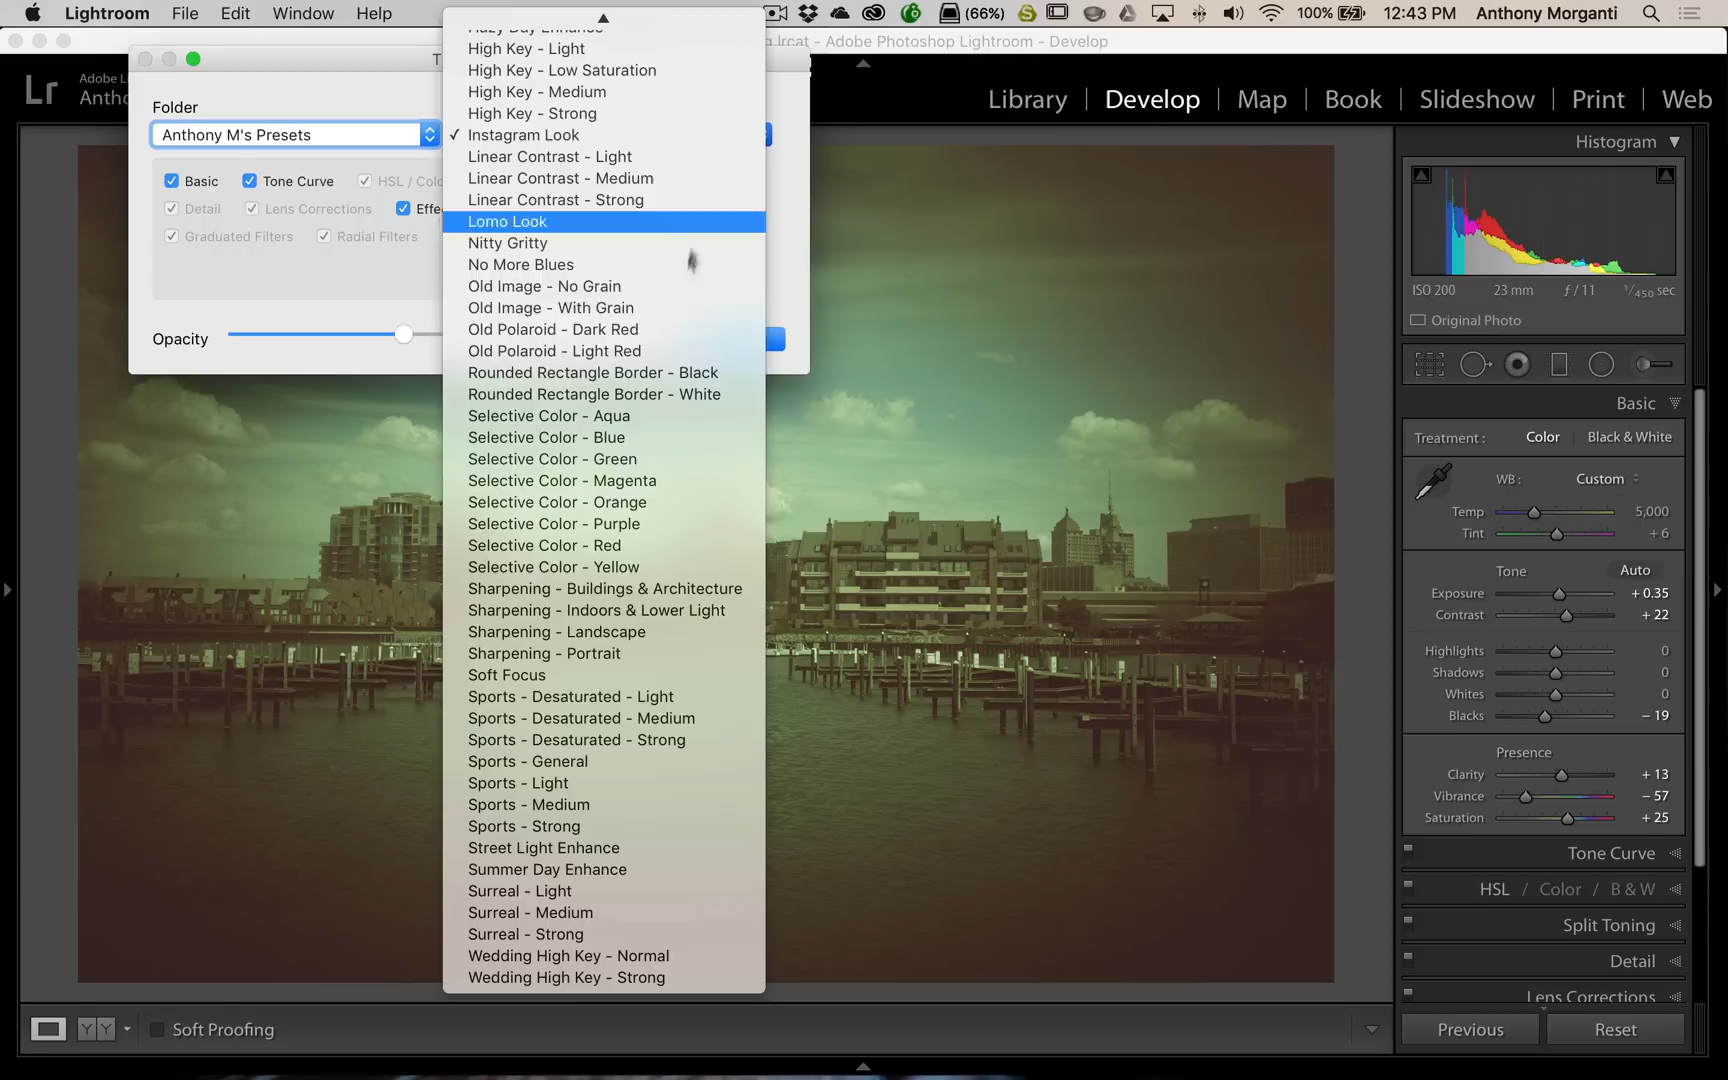 Lightroom File Edit Window Help
(66%) 100% 12:43 PM Anthony Morganti
lrcat - Adobe Photoshop Lightroom - Develop
Lr
Library | Develop | Map | Book | Slideshow | Print | Web
Folder
Anthony M's Presets
Basic Tone Curve
Detail Lens Corrections
Graduated Filters Radial Filters
Opacity
High Key - Light
High Key - Low Saturation
High Key - Medium
High Key - Strong
✓ Instagram Look
Linear Contrast - Light
Linear Contrast - Medium
Linear Contrast - Strong
Lomo Look
Nitty Gritty
No More Blues
Old Image - No Grain
Old Image - With Grain
Old Polaroid - Dark Red
Old Polaroid - Light Red
Rounded Rectangle Border - Black
Rounded Rectangle Border - White
Selective Color - Aqua
Selective Color - Blue
Selective Color - Green
Selective Color - Magenta
Selective Color - Orange
Selective Color - Purple
Selective Color - Red
Selective Color - Yellow
Sharpening - Buildings & Architecture
Sharpening - Indoors & Lower Light
Sharpening - Landscape
Sharpening - Portrait
Soft Focus
Sports - Desaturated - Light
Sports - Desaturated - Medium
Sports - Desaturated - Strong
Sports - General
Sports - Light
Sports - Medium
Sports - Strong
Street Light Enhance
Summer Day Enhance
Surreal - Light
Surreal - Medium
Surreal - Strong
Wedding High Key - Normal
Wedding High Key - Strong
Histogram
ISO 200 23 mm ƒ / 11 1/450 sec
Original Photo
Basic
Treatment : Color Black & White
WB : Custom
Temp 5,000
Tint + 6
Tone Auto
Exposure + 0.35
Contrast + 22
Highlights 0
Shadows 0
Whites 0
Blacks - 19
Presence
Clarity + 13
Vibrance - 57
Saturation + 25
Tone Curve
HSL / Color / B & W
Split Toning
Detail
Lens Corrections
Soft Proofing
Previous Reset